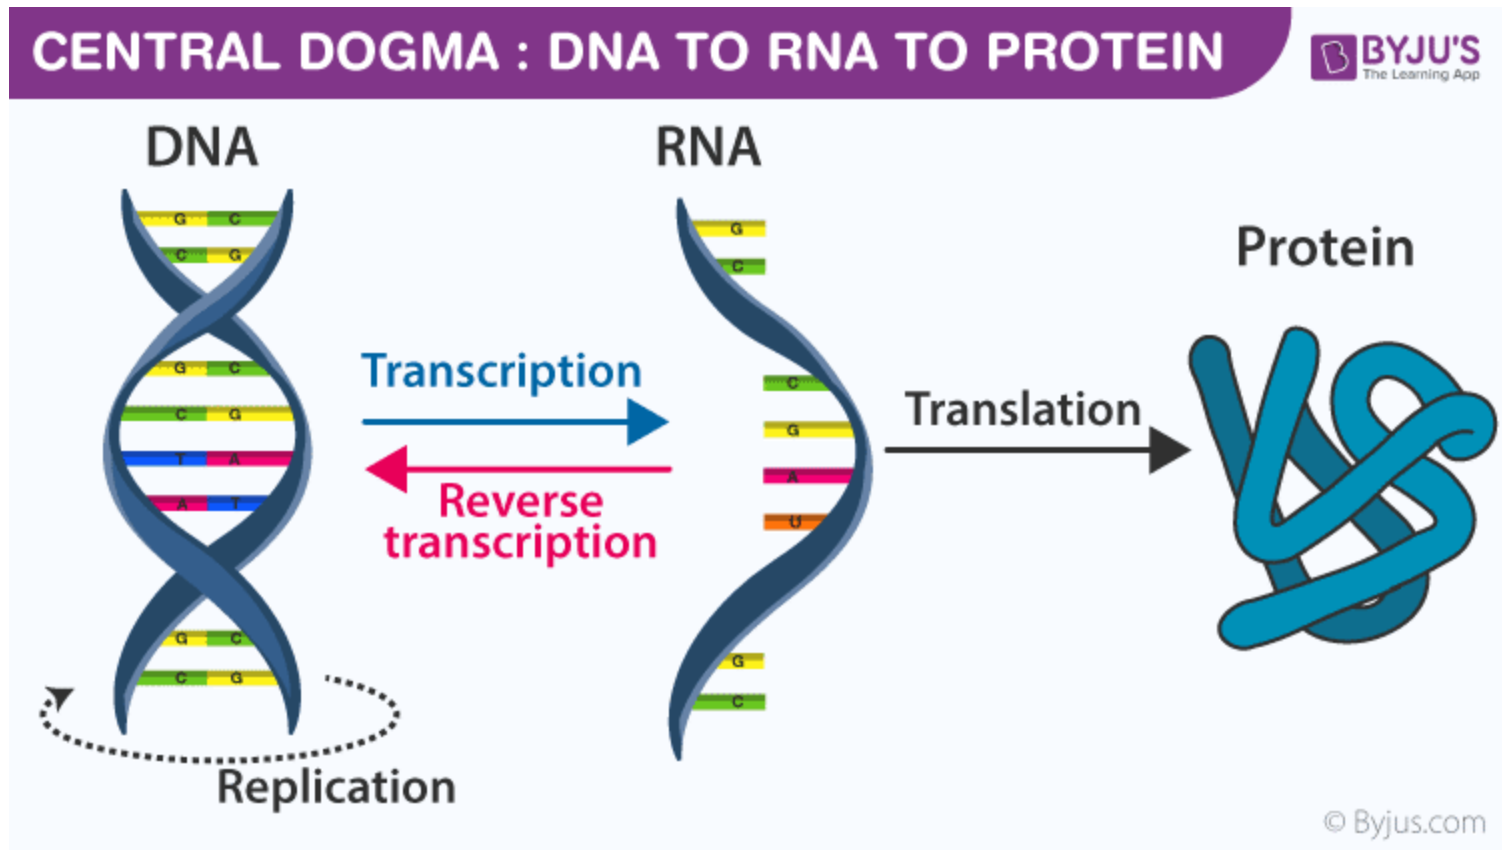 CENTRAL DOGMA : DNA TO RNA TO PROTEIN
BYJU'S
The Learning App
DNA
RNA
Protein
G C
C G
G C
C G
T A
A T
G C
C G
G
C
C
G
A
U
G
C
Transcription
Reverse
transcription
Translation
Replication
© Byjus.com